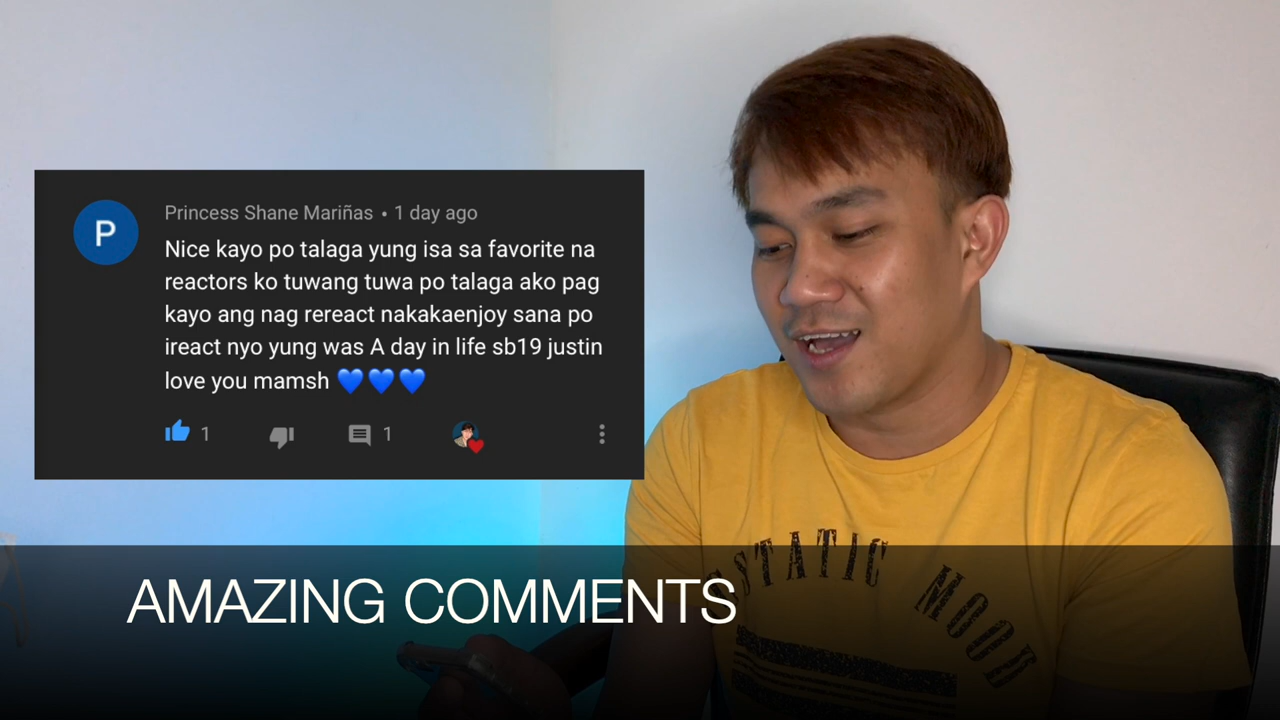 P
Princess Shane Mariñas • 1 day ago
Nice kayo po talaga yung isa sa favorite na
reactors ko tuwang tuwa po talaga ako pag
kayo ang nag rereact nakakaenjoy sana po
ireact nyo yung was A day in life sb19 justin
love you mamsh 💙💙💙
1
1
AMAZING COMMENTS
STATIC MOOD